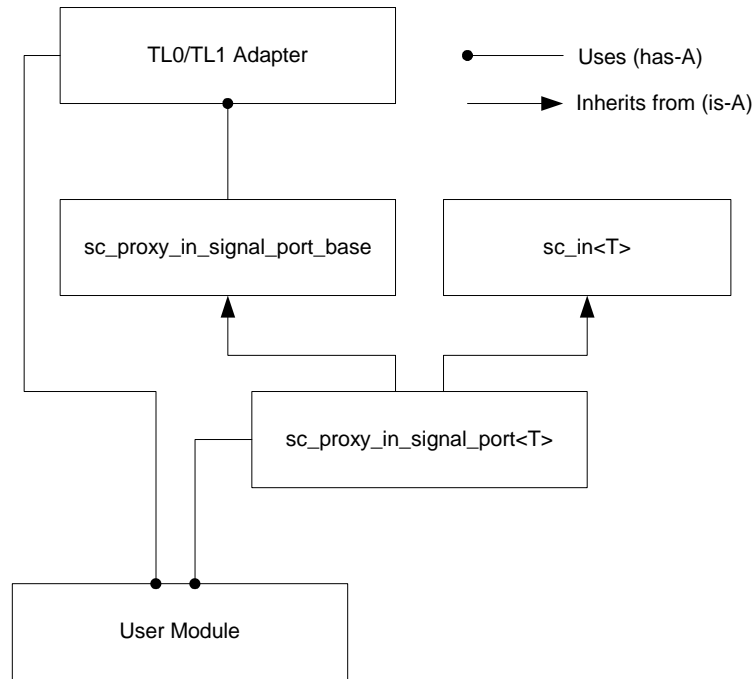 TL0/TL1 Adapter
Uses (has-A)
Inherits from (is-A)
sc_proxy_in_signal_port_base
sc_in<T>
sc_proxy_in_signal_port<T>
User Module